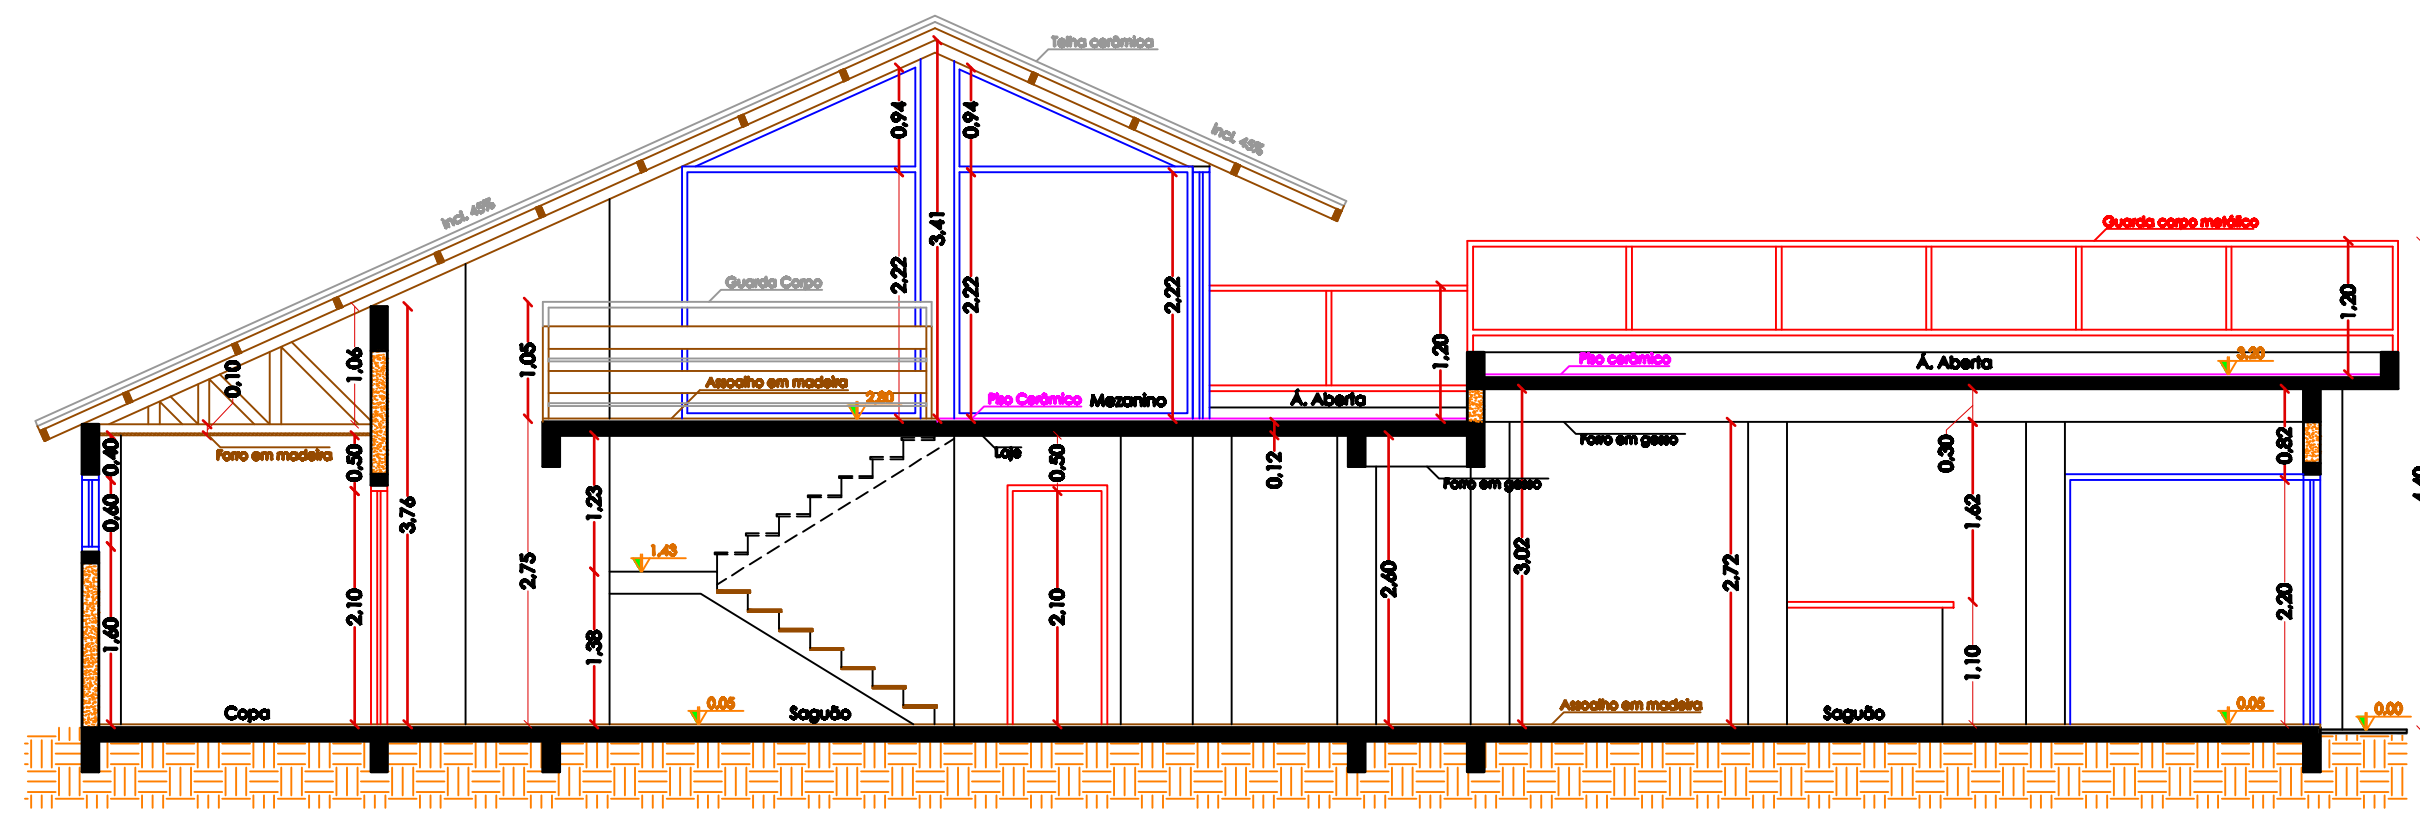 Telha cerâmica
Incl. 45%
Incl. 45%
0,94
0,94
3,41
2,22
2,22
2,22
Guarda corpo metálico
1,20
Guarda Corpo
1,05
1,20
Piso cerâmico
Á. Aberta
3,20
1,06
0,10
Assoalho em madeira
2,80
Piso Cerâmico
Mezanino
Á. Aberta
Forro em madeira
0,40
0,50
Laje
0,50
0,12
Forro em gesso
Forro em gesso
0,30
0,82
0,60
3,76
1,23
1,62
1,43
2,75
3,02
2,72
2,60
2,10
2,10
2,20
1,60
1,38
1,10
Copa
0,05
Saguão
Assoalho em madeira
Saguão
0,05
0,00